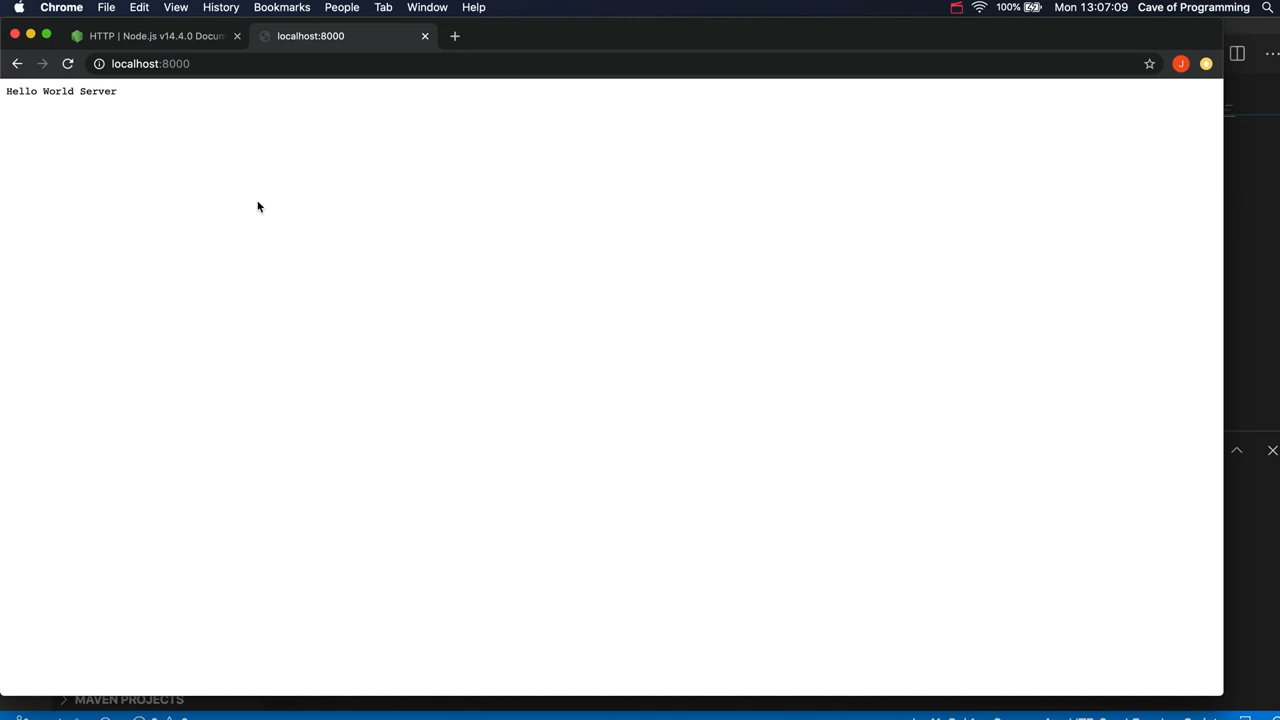 Chrome File Edit View History Bookmarks People Tab Window Help 100% Mon 13:07:09 Cave of Programming
HTTP | Node.js v14.4.0 Docum
localhost:8000
localhost:8000
J
Hello World Server
MAVEN PROJECTS